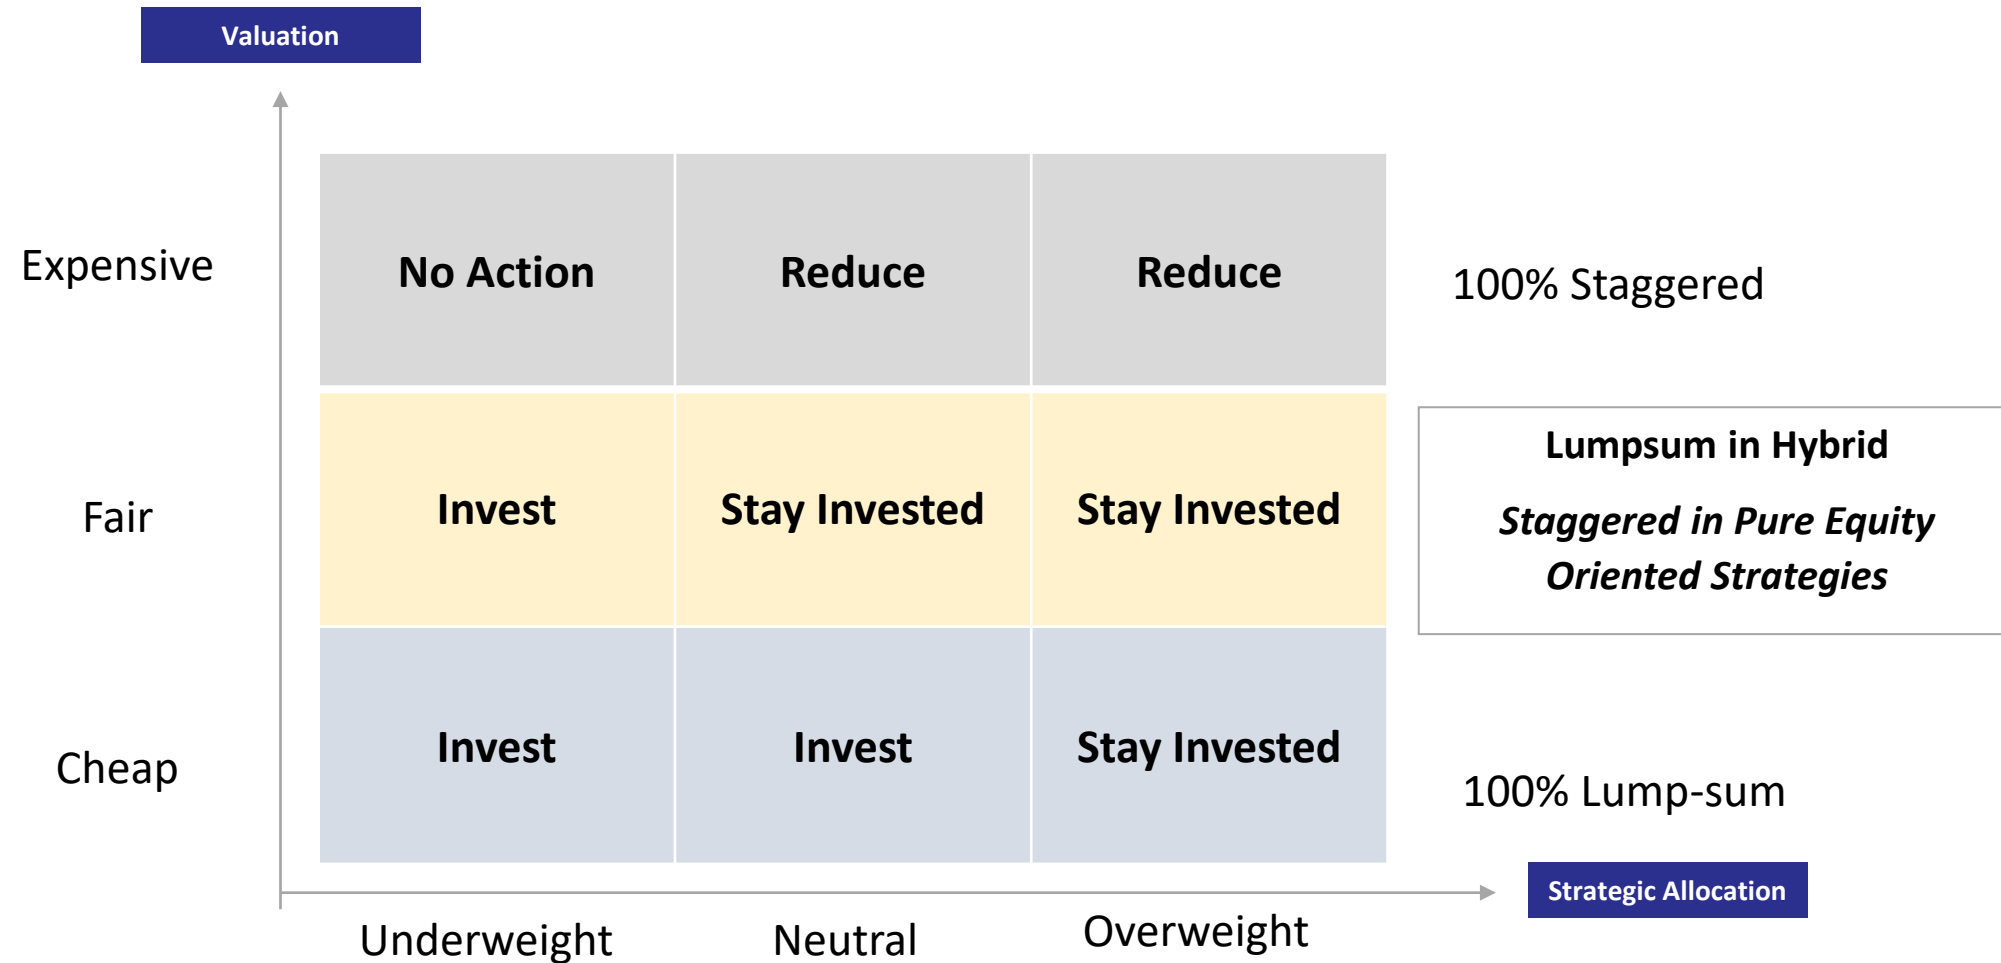 Valuation
Expensive
No Action
Reduce
Reduce
100% Staggered
Fair
Invest
Stay Invested
Stay Invested
Lumpsum in Hybrid
Staggered in Pure Equity
Oriented Strategies
Cheap
Invest
Invest
Stay Invested
100% Lump-sum
Strategic Allocation
Underweight
Neutral
Overweight